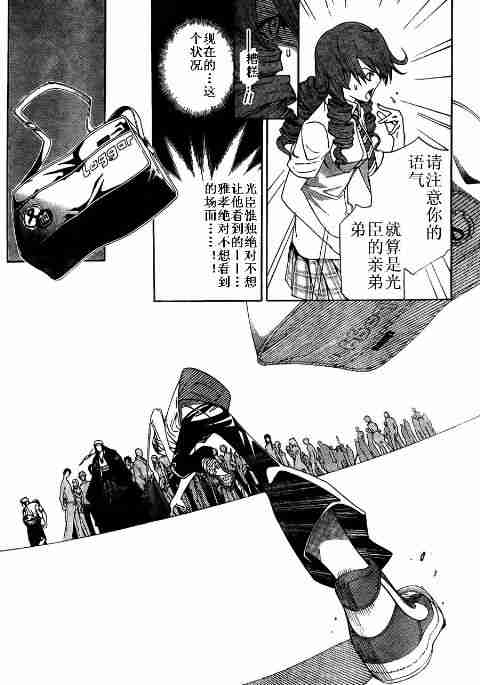 请注意你的
语气
就算是光
臣的亲弟
弟
糟糕…!!
现在的…这
个状况
光臣谁独绝对不想
让他看到的——
雅孝绝对不想看到
的场面……!!
Loggor